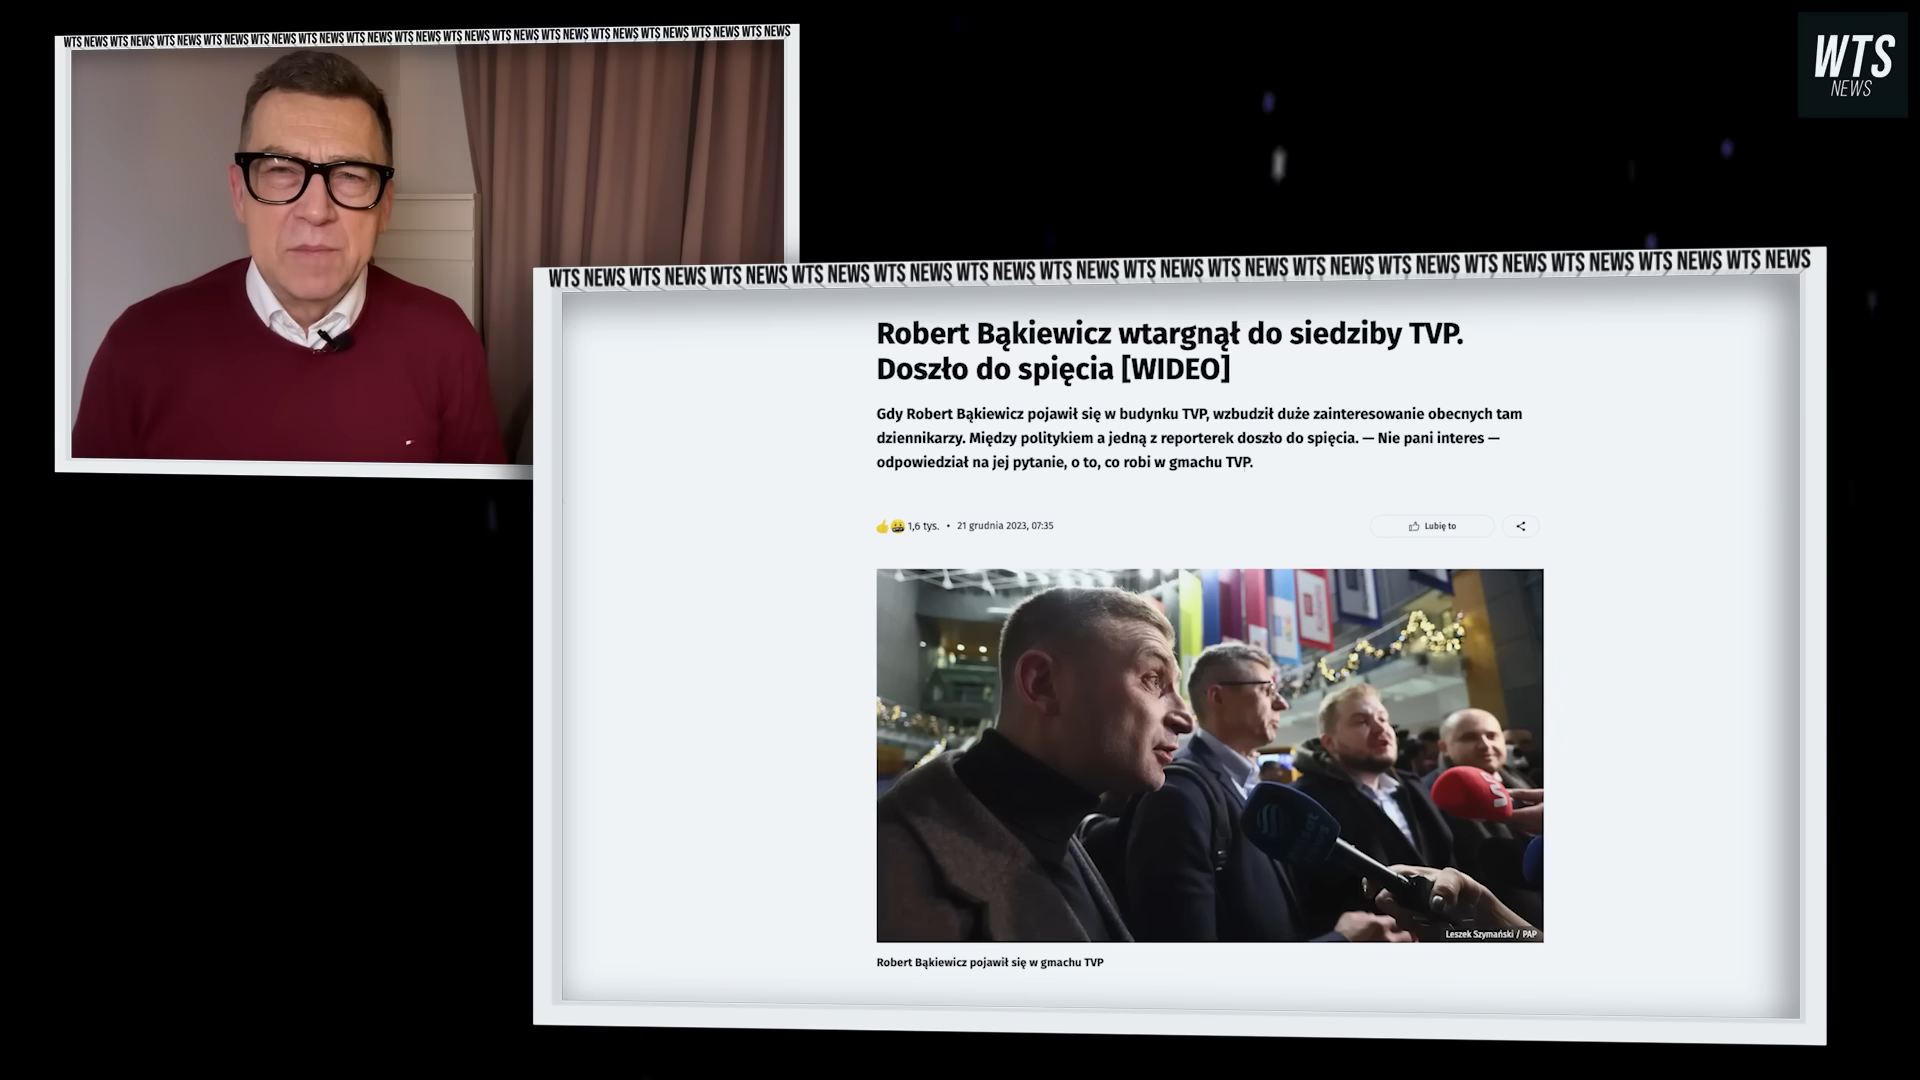 WTS NEWS WTS NEWS WTS NEWS WTS NEWS WTS NEWS WTS NEWS WTS NEWS WTS NEWS WTS NEWS WTS NEWS WTS NEWS WTS NEWS WTS NEWS WTS NEWS WTS NEWS
WTS
NEWS
WTS NEWS WTS NEWS WTS NEWS WTS NEWS WTS NEWS WTS NEWS WTS NEWS WTS NEWS WTS NEWS WTS NEWS WTS NEWS WTS NEWS WTS NEWS WTS NEWS WTS NEWS
Robert Bąkiewicz wtargnął do siedziby TVP.
Doszło do spięcia [WIDEO]
Gdy Robert Bąkiewicz pojawił się w budynku TVP, wzbudził duże zainteresowanie obecnych tam
dziennikarzy. Między politykiem a jedną z reporterek doszło do spięcia. — Nie pani interes —
odpowiedział na jej pytanie, o to, co robi w gmachu TVP.
1,6 tys. • 21 grudnia 2023, 07:35
Lubię to
Leszek Szymański / PAP
Robert Bąkiewicz pojawił się w gmachu TVP